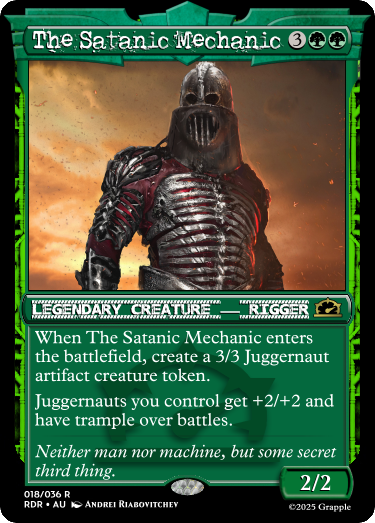 The Satanic Mechanic 3
LEGENDARY CREATURE — RIGGER
When The Satanic Mechanic enters
the battlefield, create a 3/3 Juggernaut
artifact creature token.
Juggernauts you control get +2/+2 and
have trample over battles.
Neither man nor machine, but some secret
third thing.
2/2
018/036 R
RDR • AU Andrei Riabovitchev
©2025 Grapple